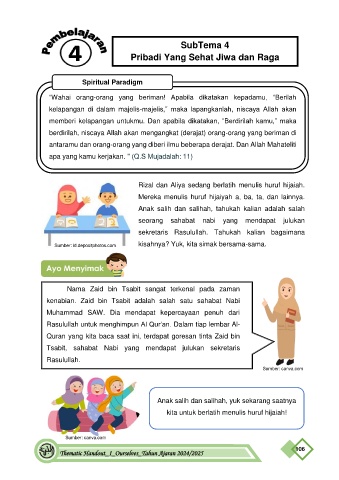 Pembelajaran
4
SubTema 4
Pribadi Yang Sehat Jiwa dan Raga
Spiritual Paradigm
"Wahai orang-orang yang beriman! Apabila dikatakan kepadamu, "Berilah
kelapangan di dalam majelis-majelis," maka lapangkanlah, niscaya Allah akan
memberi kelapangan untukmu. Dan apabila dikatakan, "Berdirilah kamu," maka
berdirilah, niscaya Allah akan mengangkat (derajat) orang-orang yang beriman di
antaramu dan orang-orang yang diberi ilmu beberapa derajat. Dan Allah Mahateliti
apa yang kamu kerjakan. " (Q.S Mujadalah: 11)
Rizal dan Aliya sedang berlatih menulis huruf hijaiah.
Mereka menulis huruf hijaiyah a, ba, ta, dan lainnya.
Anak salih dan salihah, tahukah kalian adalah salah
seorang sahabat nabi yang mendapat julukan
sekretaris Rasulullah. Tahukah kalian bagaimana
kisahnya? Yuk, kita simak bersama-sama.
Sumber: id.depositphotos.com
Ayo Menyimak
Nama Zaid bin Tsabit sangat terkenal pada zaman
kenabian. Zaid bin Tsabit adalah salah satu sahabat Nabi
Muhammad SAW. Dia mendapat kepercayaan penuh dari
Rasulullah untuk menghimpun Al Qur'an. Dalam tiap lembar Al-
Quran yang kita baca saat ini, terdapat goresan tinta Zaid bin
Tsabit, sahabat Nabi yang mendapat julukan sekretaris
Rasulullah.
Sumber: canva.com
Anak salih dan salihah, yuk sekarang saatnya
kita untuk berlatih menulis huruf hijaiah!
Sumber: canva.com
Thematic Handout_1_Ourselves_Tahun Ajaran 2024/2025
106